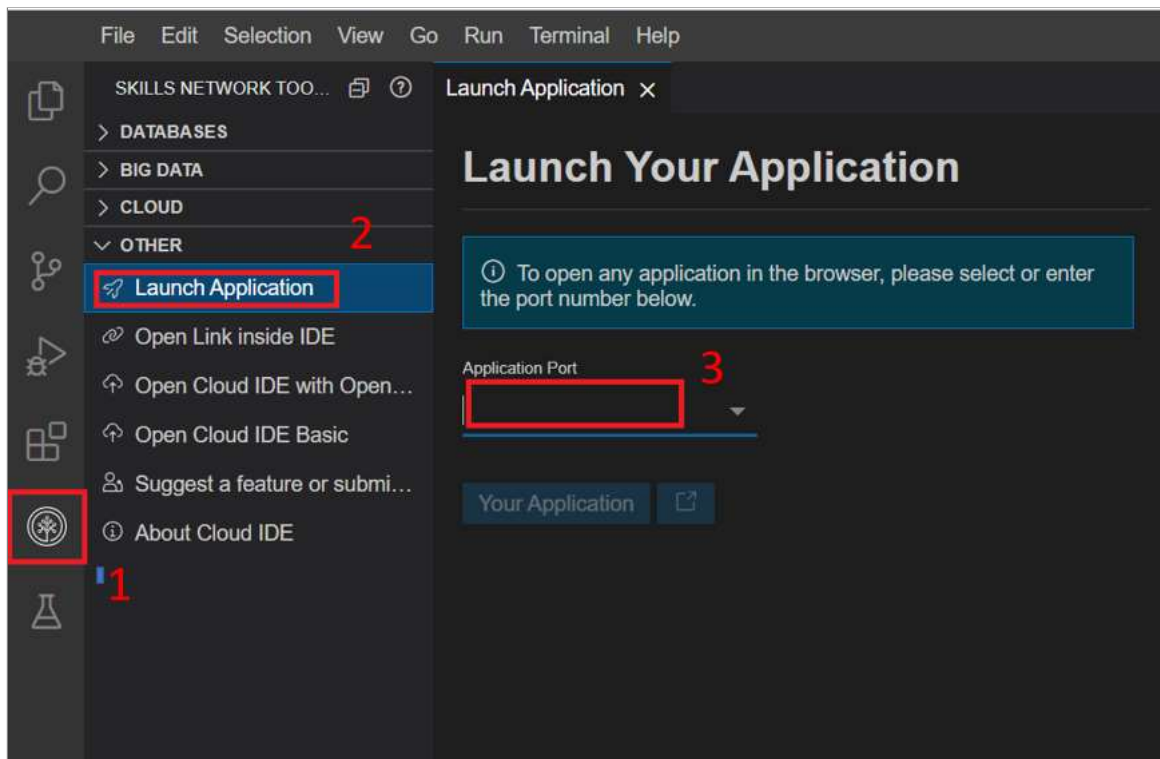 File Edit Selection View Go Run Terminal Help
SKILLS NETWORK TOO...
Launch Application
DATABASES
BIG DATA
CLOUD
OTHER
2
Launch Application
Open Link inside IDE
Open Cloud IDE with Open...
Open Cloud IDE Basic
Suggest a feature or submi...
About Cloud IDE
1
Launch Your Application
To open any application in the browser, please select or enter
the port number below.
Application Port
3
Your Application